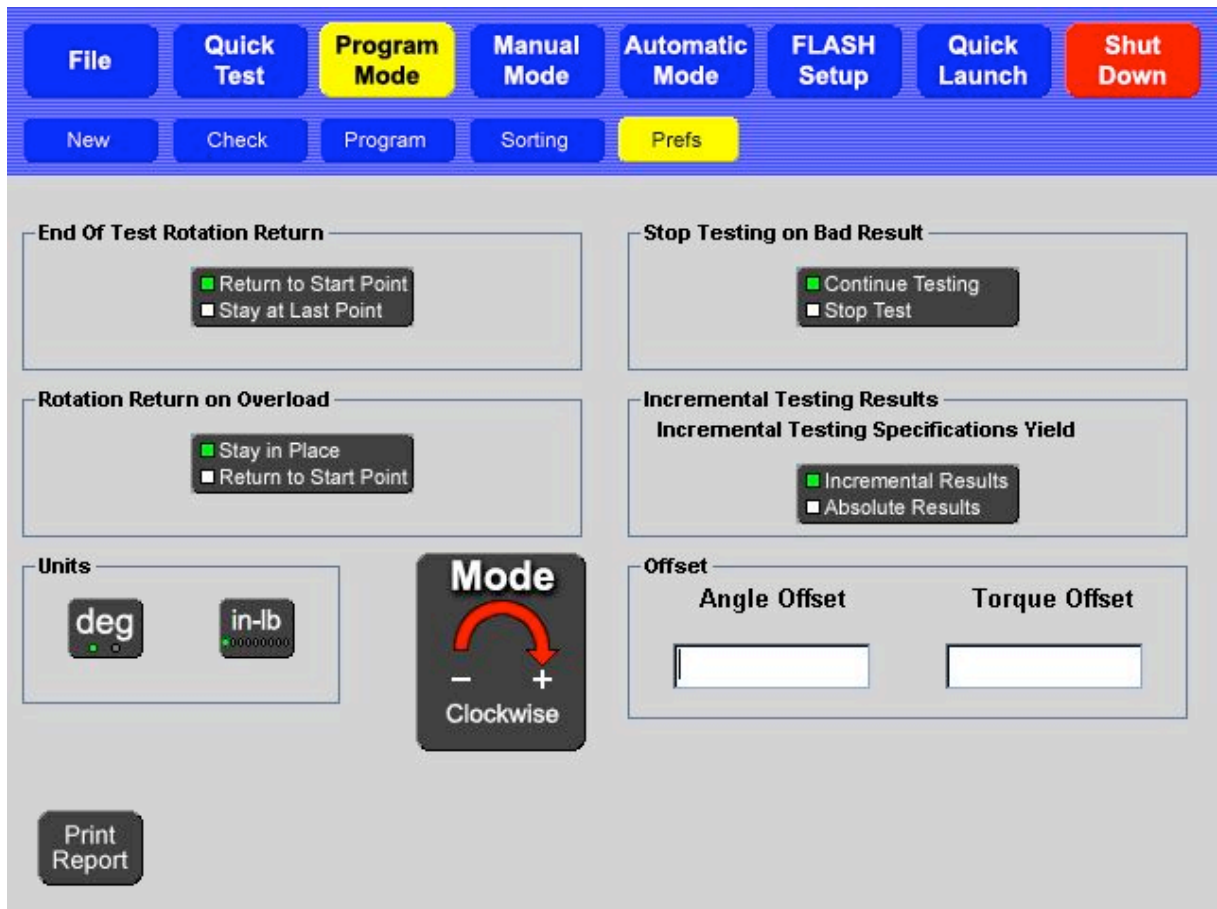 File
Quick
Test
Program
Mode
Manual
Mode
Automatic
Mode
FLASH
Setup
Quick
Launch
Shut
Down
New
Check
Program
Sorting
Prefs
End Of Test Rotation Return
Return to Start Point
Stay at Last Point
Stop Testing on Bad Result
Continue Testing
Stop Test
Rotation Return on Overload
Stay in Place
Return to Start Point
Incremental Testing Results
Incremental Testing Specifications Yield
Incremental Results
Absolute Results
Units
deg
in-lb
Mode
− +
Clockwise
Offset
Angle Offset
Torque Offset
Print
Report